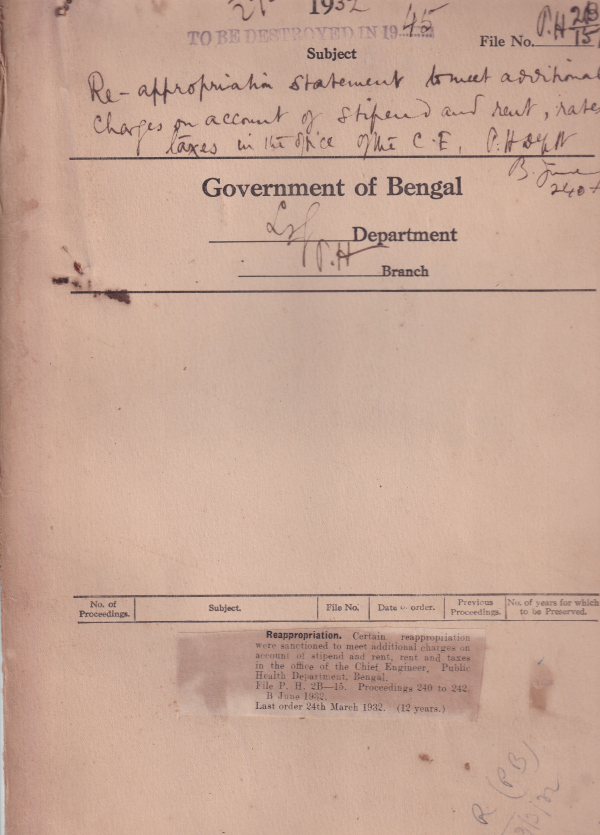 1932
TO BE DESTROYED IN 1945
P.H 2B/15
File No.
Subject
Re-appropriation statement to meet additional
charges on account of stipend and rent, rates
taxes in the office of the C.E, P.H Deptt
B. June
240 +
Government of Bengal
LSG Department
P.H Branch
No. of Proceedings. Subject. File No. Date of order. Previous Proceedings. No. of years for which to be Preserved.
Reappropriation. Certain reappropriation
were sanctioned to meet additional charges on
account of stipend and rent, rent and taxes
in the office of the Chief Engineer, Public
Health Department, Bengal.
File P. H. 2B—15. Proceedings 240 to 242.
B June 1932.
Last order 24th March 1932. (12 years.)
R (PB)